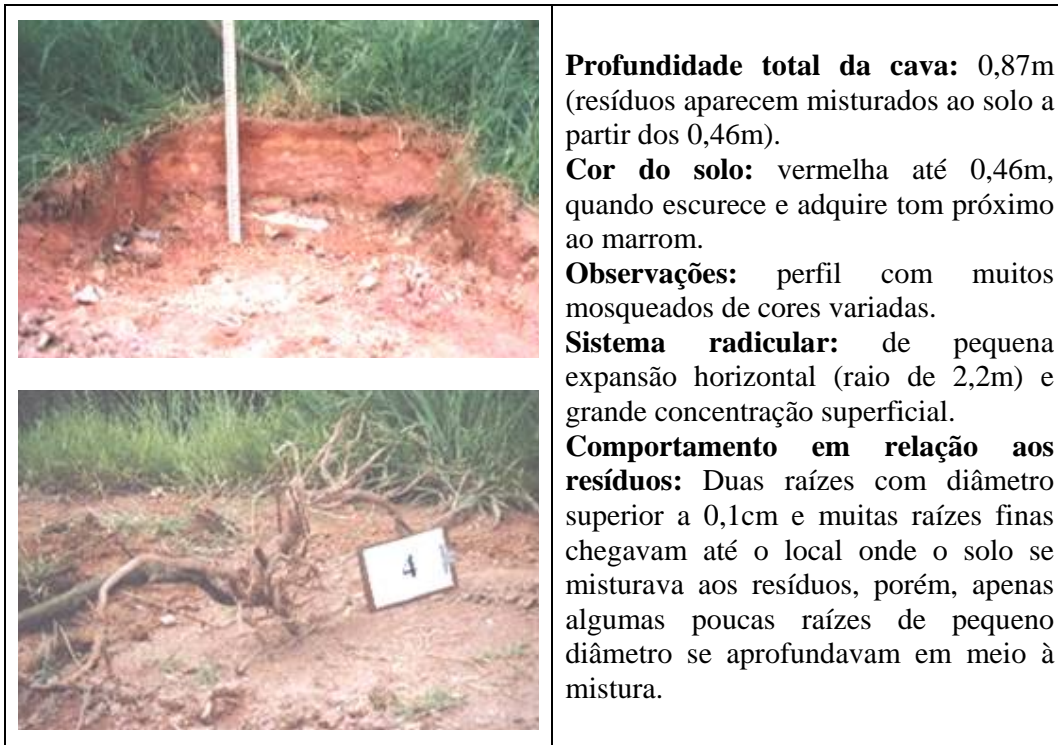 4
Profundidade total da cava: 0,87m
(resíduos aparecem misturados ao solo a
partir dos 0,46m).
Cor do solo: vermelha até 0,46m,
quando escurece e adquire tom próximo
ao marrom.
Observações: perfil com muitos
mosqueados de cores variadas.
Sistema radicular: de pequena
expansão horizontal (raio de 2,2m) e
grande concentração superficial.
Comportamento em relação aos
resíduos: Duas raízes com diâmetro
superior a 0,1cm e muitas raízes finas
chegavam até o local onde o solo se
misturava aos resíduos, porém, apenas
algumas poucas raízes de pequeno
diâmetro se aprofundavam em meio à
mistura.